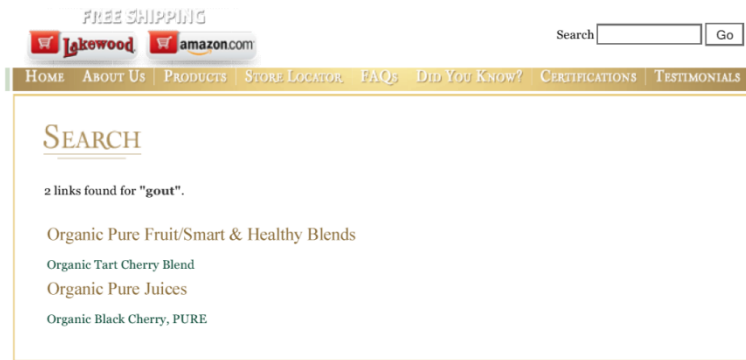 FREE SHIPPING
Lakewood amazon.com
Search Go
HOME ABOUT US PRODUCTS STORE LOCATOR FAQS DID YOU KNOW? CERTIFICATIONS TESTIMONIALS
SEARCH
2 links found for "gout".
Organic Pure Fruit/Smart & Healthy Blends
Organic Tart Cherry Blend
Organic Pure Juices
Organic Black Cherry, PURE